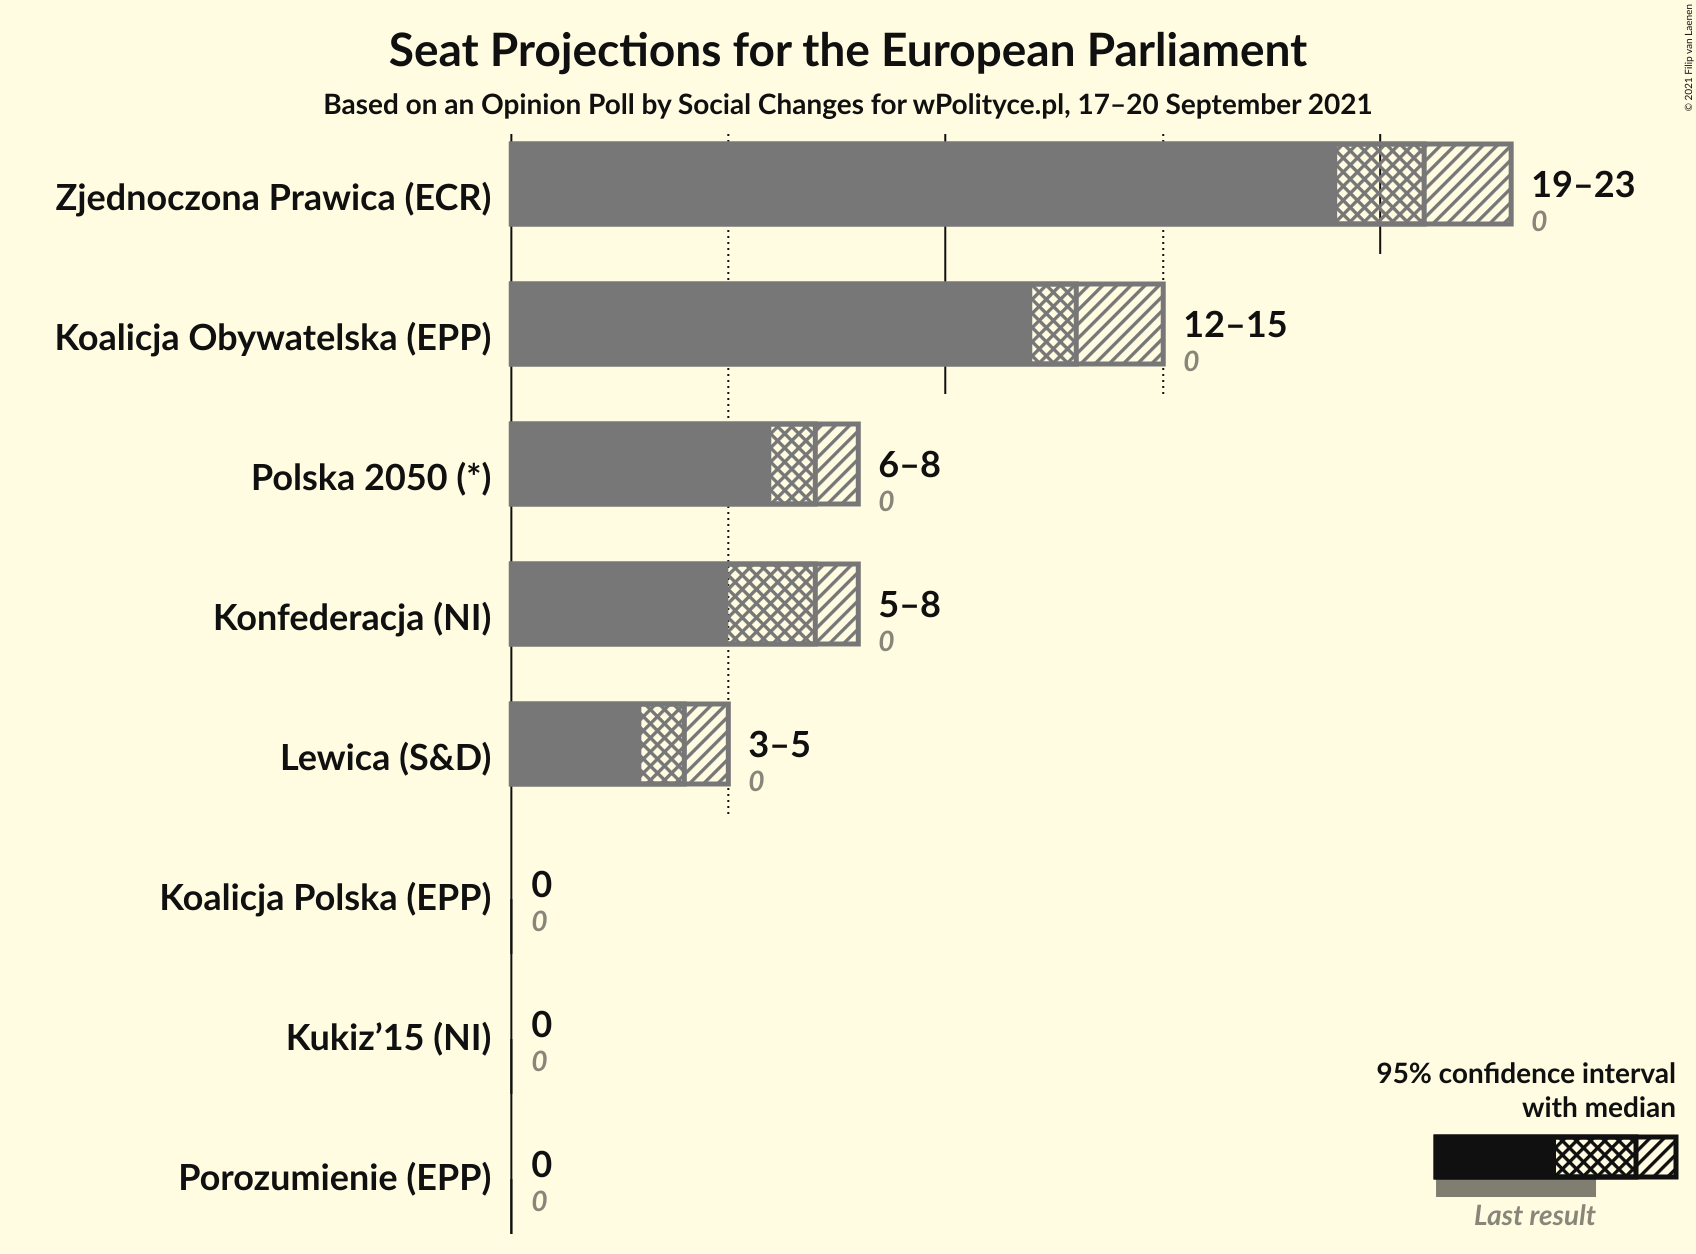 Seat Projections for the European Parliament
Based on an Opinion Poll by Social Changes for wPolityce.pl, 17–20 September 2021
© 2021 Filip van Laenen
Zjednoczona Prawica (ECR)
19–23
0
Koalicja Obywatelska (EPP)
12–15
0
Polska 2050 (*)
6–8
0
Konfederacja (NI)
5–8
0
Lewica (S&D)
3–5
0
Koalicja Polska (EPP)
0
0
Kukiz’15 (NI)
0
0
Porozumienie (EPP)
0
0
95% confidence interval
with median
Last result